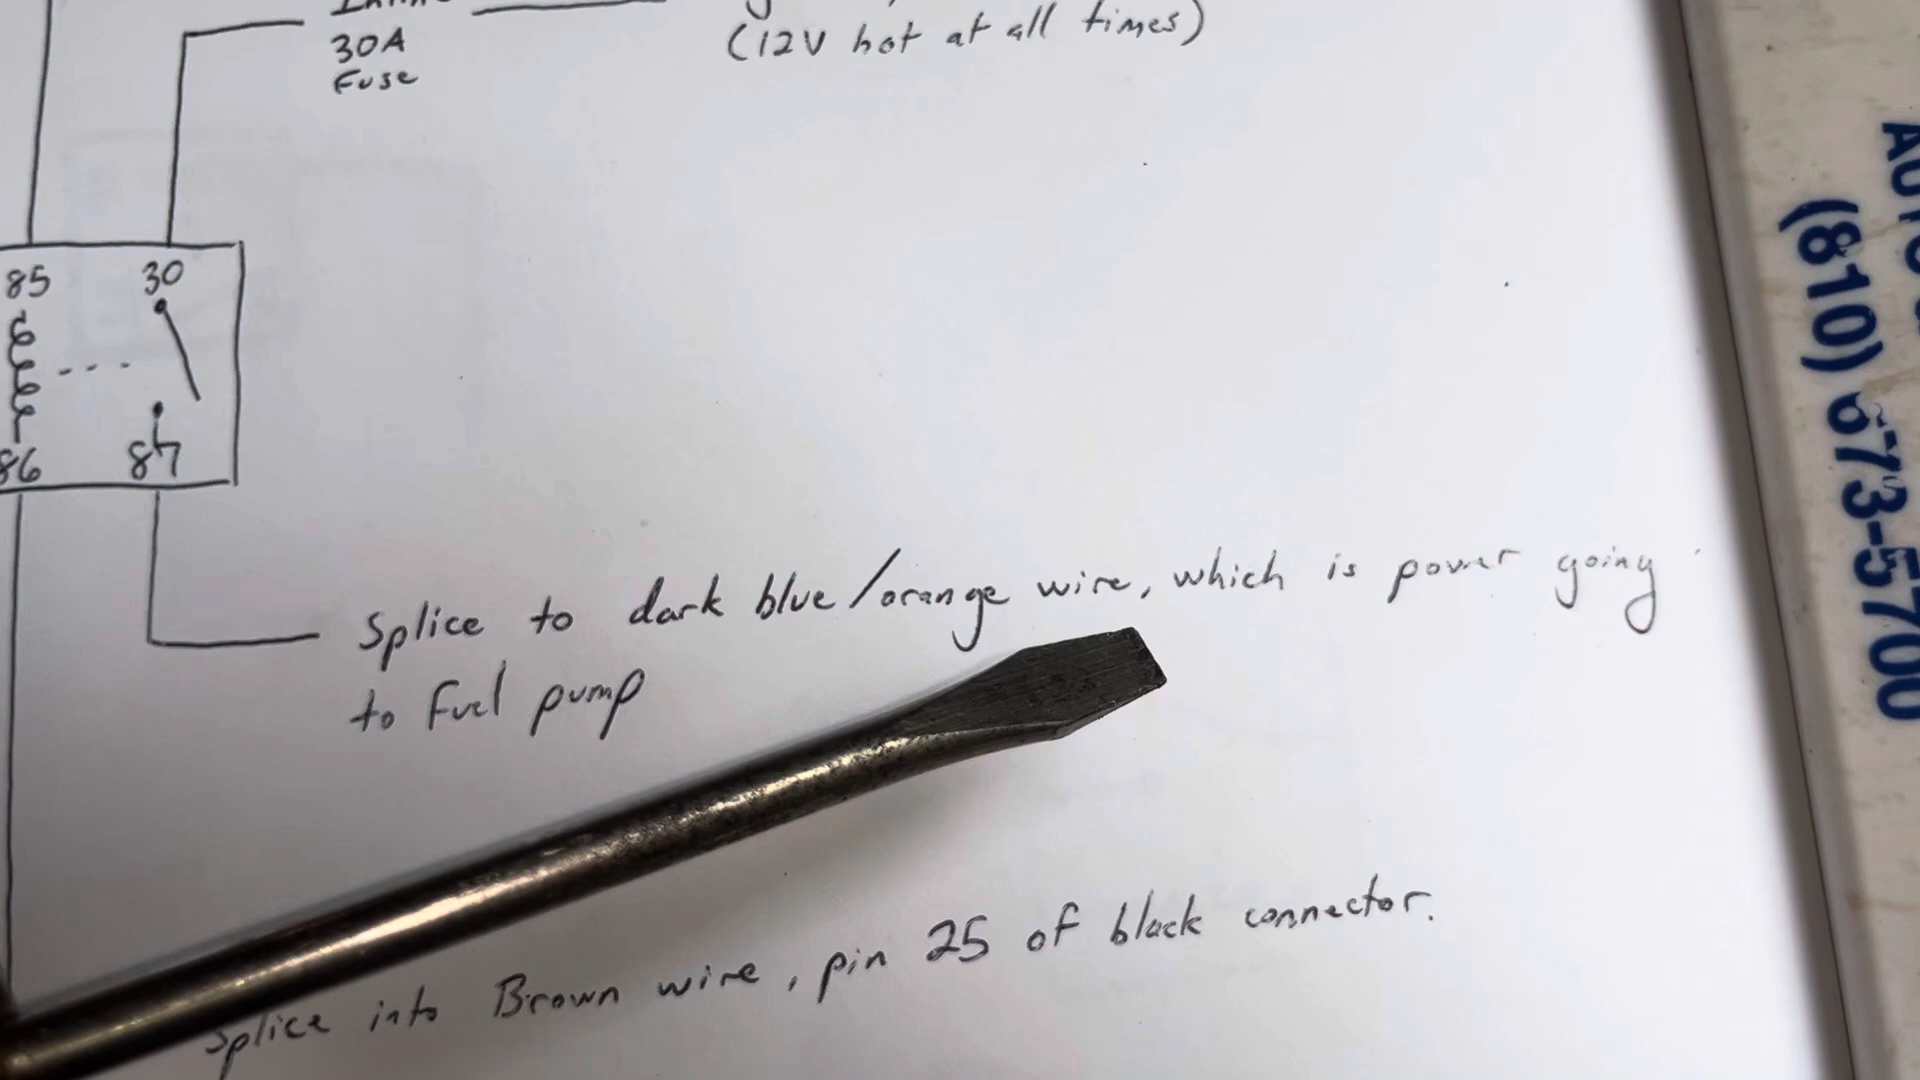 30A
Fuse
(12V hot at all times)
85
30
86
87
Splice to dark blue/orange wire, which is power going
to Fuel pump
Splice into Brown wire, pin 25 of black connector.
(810) 673-5700